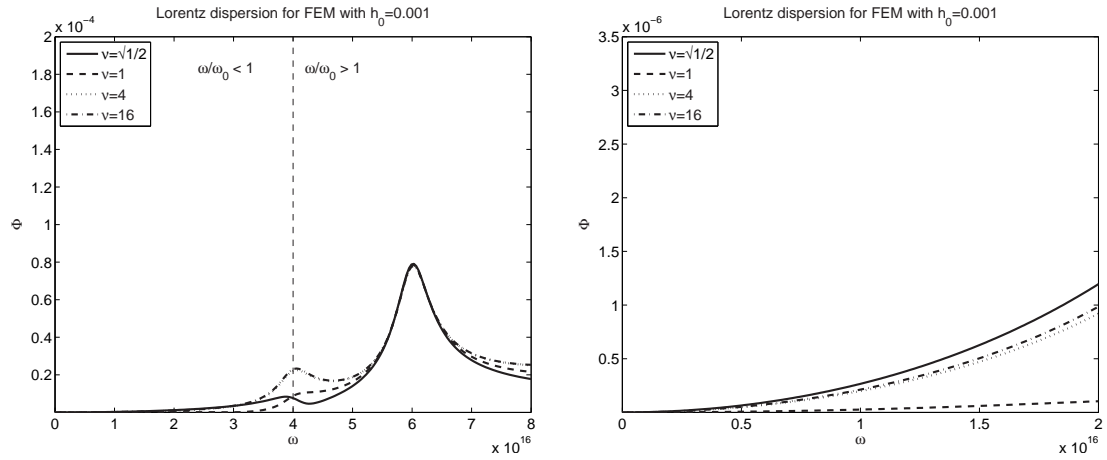 Lorentz dispersion for FEM with h₀=0.001
x 10⁻⁴
2
1.8
1.6
1.4
1.2
1
0.8
0.6
0.4
0.2
Φ
ν=√1/2
ν=1
ν=4
ν=16
ω/ω₀ < 1
ω/ω₀ > 1
0 1 2 3 4 5 6 7 8
ω
x 10¹⁶
Lorentz dispersion for FEM with h₀=0.001
x 10⁻⁶
3.5
3
2.5
2
1.5
1
0.5
Φ
ν=√1/2
ν=1
ν=4
ν=16
0 0.5 1 1.5 2
ω
x 10¹⁶